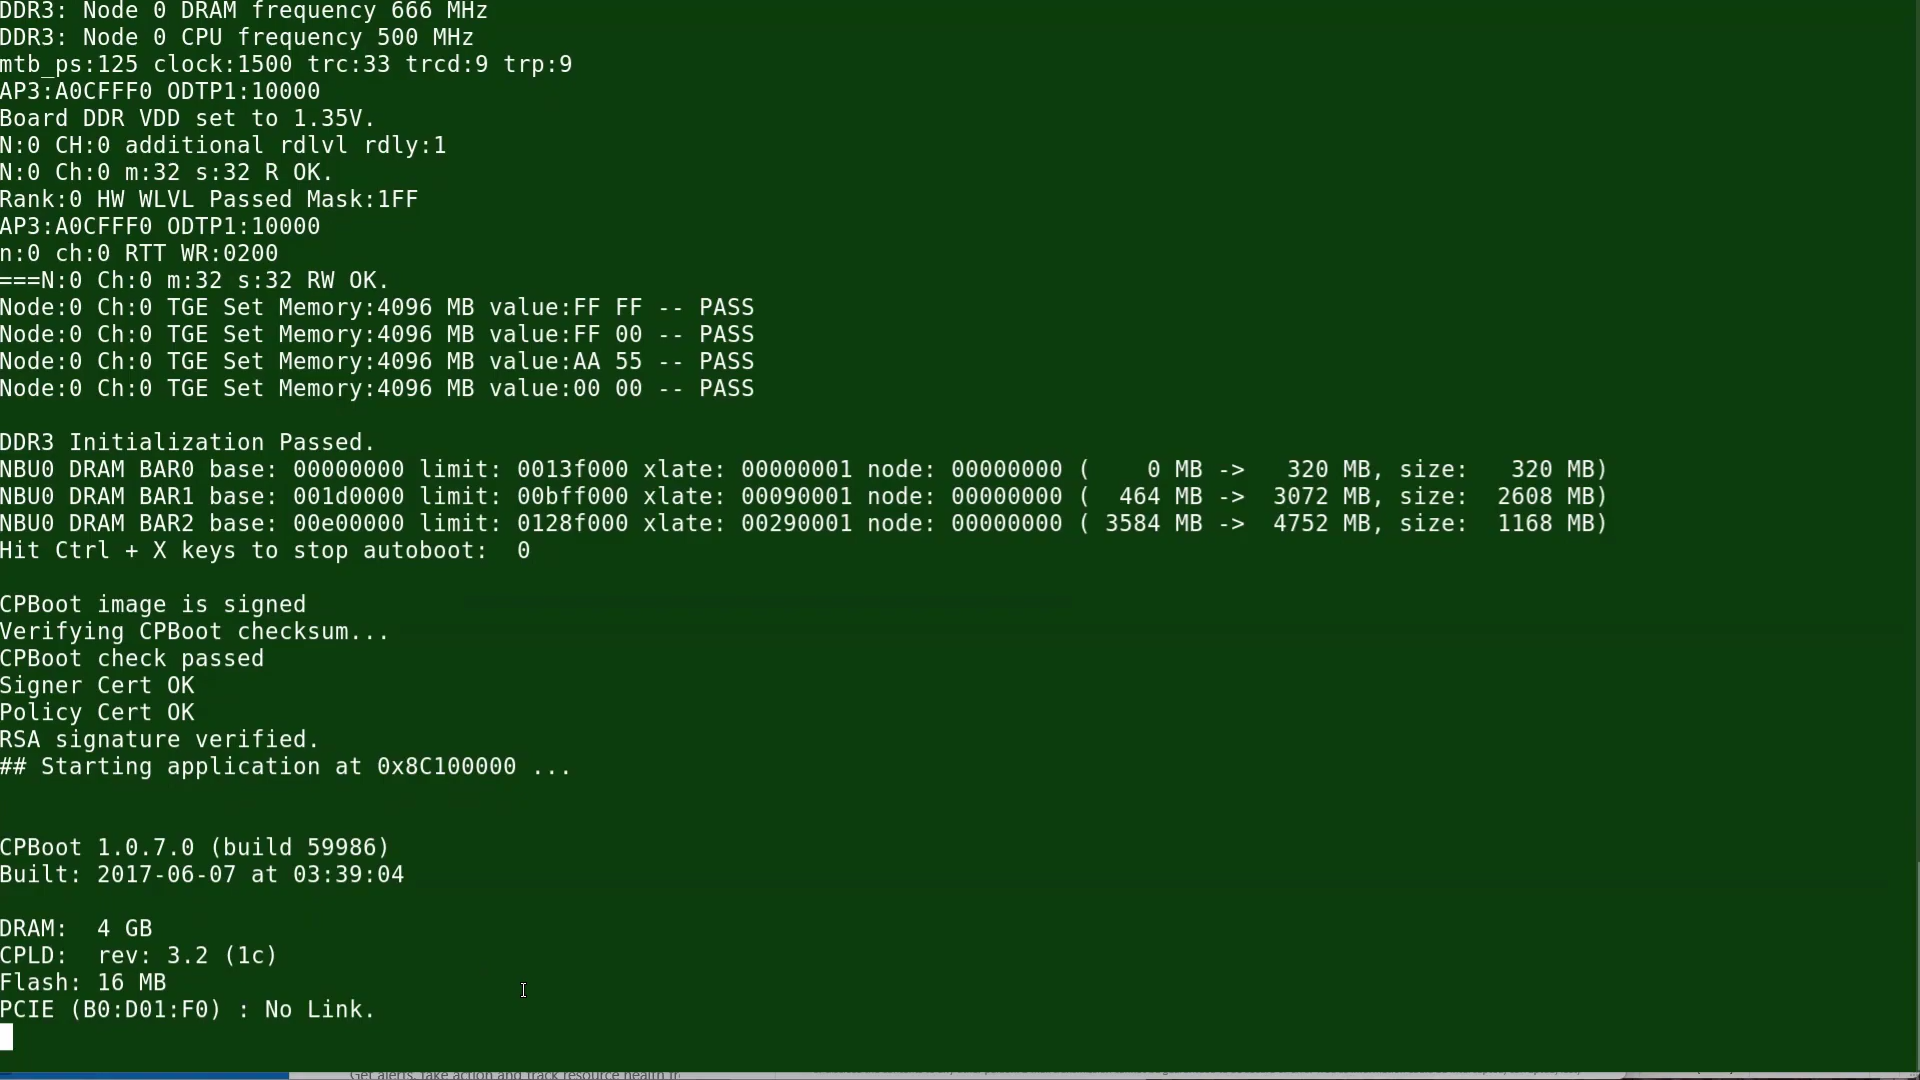 DDR3: Node 0 DRAM frequency 666 MHz
DDR3: Node 0 CPU frequency 500 MHz
mtb_ps:125 clock:1500 trc:33 trcd:9 trp:9
AP3:A0CFFF0 ODTP1:10000
Board DDR VDD set to 1.35V.
N:0 CH:0 additional rdlvl rdly:1
N:0 Ch:0 m:32 s:32 R OK.
Rank:0 HW WLVL Passed Mask:1FF
AP3:A0CFFF0 ODTP1:10000
n:0 ch:0 RTT WR:0200
===N:0 Ch:0 m:32 s:32 RW OK.
Node:0 Ch:0 TGE Set Memory:4096 MB value:FF FF -- PASS
Node:0 Ch:0 TGE Set Memory:4096 MB value:FF 00 -- PASS
Node:0 Ch:0 TGE Set Memory:4096 MB value:AA 55 -- PASS
Node:0 Ch:0 TGE Set Memory:4096 MB value:00 00 -- PASS
DDR3 Initialization Passed.
NBU0 DRAM BAR0 base: 00000000 limit: 0013f000 xlate: 00000001 node: 00000000 (    0 MB ->   320 MB, size:   320 MB)
NBU0 DRAM BAR1 base: 001d0000 limit: 00bff000 xlate: 00090001 node: 00000000 (  464 MB ->  3072 MB, size:  2608 MB)
NBU0 DRAM BAR2 base: 00e00000 limit: 0128f000 xlate: 00290001 node: 00000000 ( 3584 MB ->  4752 MB, size:  1168 MB)
Hit Ctrl + X keys to stop autoboot:  0
CPBoot image is signed
Verifying CPBoot checksum...
CPBoot check passed
Signer Cert OK
Policy Cert OK
RSA signature verified.
## Starting application at 0x8C100000 ...
CPBoot 1.0.7.0 (build 59986)
Built: 2017-06-07 at 03:39:04
DRAM:  4 GB
CPLD:  rev: 3.2 (1c)
Flash: 16 MB
PCIE (B0:D01:F0) : No Link.
Get alerts, take action and track resource health in